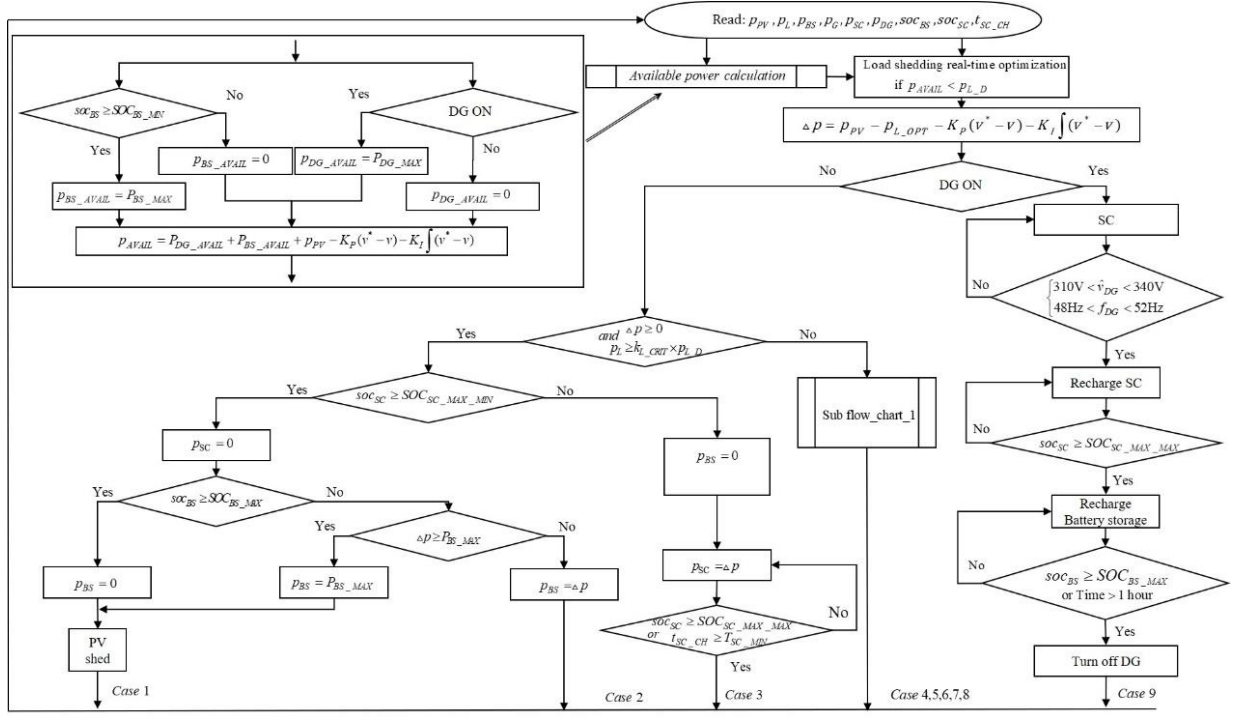 Read: p_PV, p_L, p_BS, p_G, p_SC, p_DG, soc_BS, soc_SC, t_SC_CH
Available power calculation
Load shedding real-time optimization
if p_AVAIL < p_L_D
△p = p_PV − p_L_OPT − K_P(v* − v) − K_I∫(v* − v)
soc_BS ≥ SOC_BS_MIN
No
Yes
DG ON
Yes
No
p_BS_AVAIL = 0
p_DG_AVAIL = P_DG_MAX
p_BS_AVAIL = P_BS_MAX
p_DG_AVAIL = 0
p_AVAIL = P_DG_AVAIL + P_BS_AVAIL + p_PV − K_P(v* − v) − K_I∫(v* − v)
No
DG ON
Yes
SC
No
310V < v̂_DG < 340V
48Hz < f_DG < 52Hz
Yes
Yes
and △p ≥ 0
p_L ≥ k_L_CRIT × p_L_D
No
Recharge SC
Yes
soc_SC ≥ SOC_SC_MAX_MIN
No
Sub flow_chart_1
No
soc_SC ≥ SOC_SC_MAX_MAX
Yes
p_SC = 0
p_BS = 0
Yes
soc_BS ≥ SOC_BS_MAX
No
Recharge
Battery storage
Yes
△p ≥ P_BS_MAX
No
p_BS = 0
p_BS = P_BS_MAX
p_BS = △p
p_SC = △p
No
soc_BS ≥ SOC_BS_MAX
or Time > 1 hour
Yes
soc_SC ≥ SOC_SC_MAX_MAX
or t_SC_CH ≥ T_SC_MIN
No
Yes
PV
shed
Turn off DG
Case 1
Case 2
Case 3
Case 4,5,6,7,8
Case 9